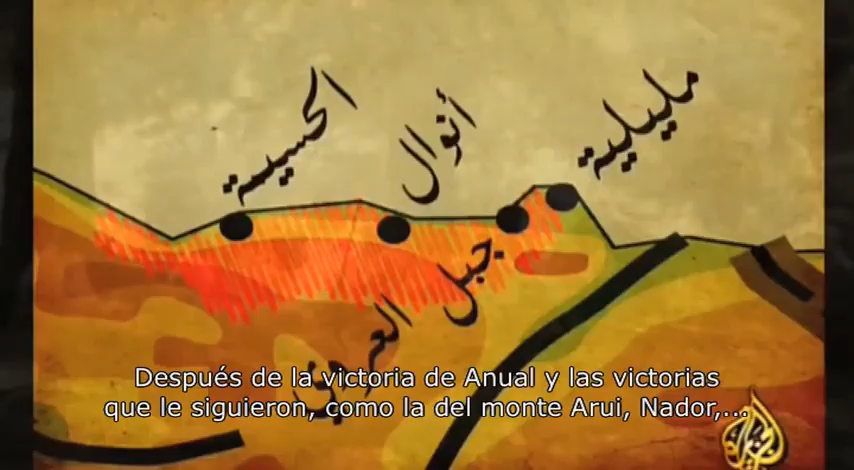 مليلية
أنوال
الحسيمة
جبل العروي
Después de la victoria de Anual y las victorias
que le siguieron, como la del monte Arui, Nador,...
الجزيرة